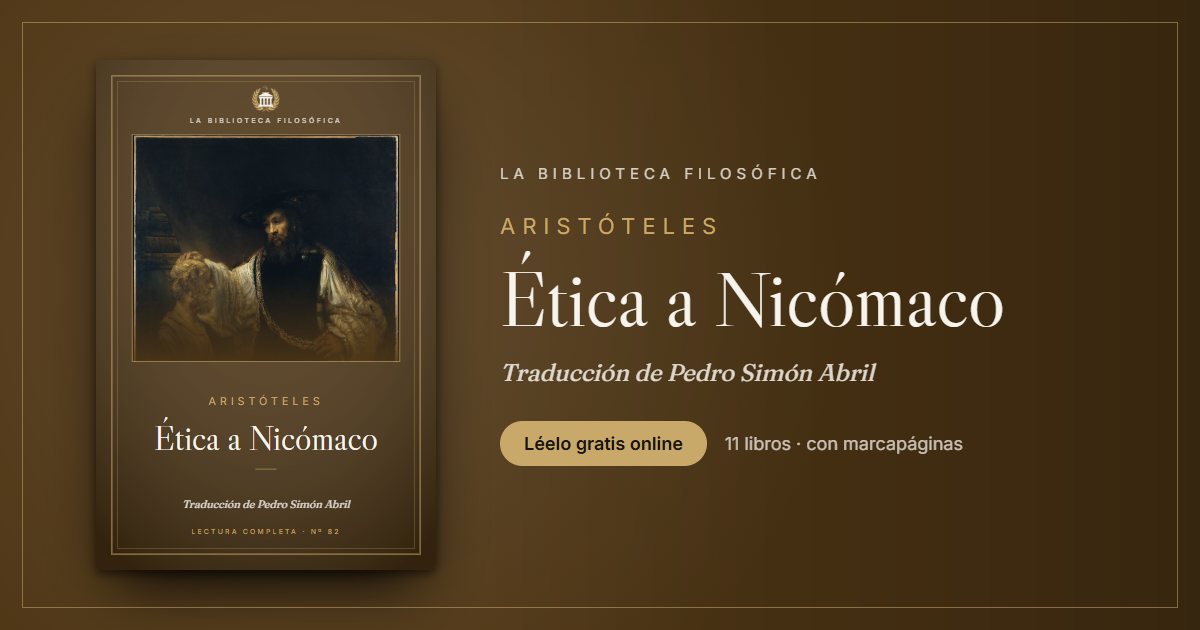 LA BIBLIOTECA FILOSÓFICA
ARISTÓTELES
Ética a Nicómaco
Traducción de Pedro Simón Abril
LECTURA COMPLETA · Nº 82
LA BIBLIOTECA FILOSÓFICA
ARISTÓTELES
Ética a Nicómaco
Traducción de Pedro Simón Abril
Léelo gratis online
11 libros · con marcapáginas